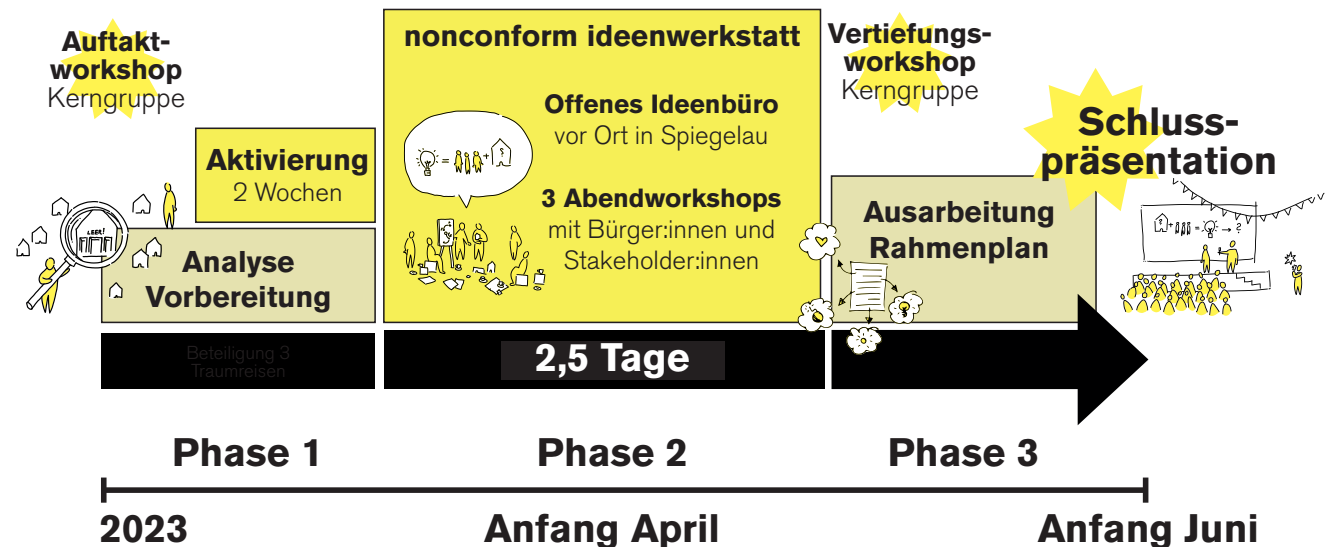 Auftakt-
workshop
Kerngruppe
Aktivierung
2 Wochen
LEER!
Analyse
Vorbereitung
nonconform ideenwerkstatt
Offenes Ideenbüro
vor Ort in Spiegelau
3 Abendworkshops
mit Bürger:innen und
Stakeholder:innen
Vertiefungs-
workshop
Kerngruppe
Ausarbeitung
Rahmenplan
Schluss-
präsentation
Beteiligung 3
Traumreisen
2,5 Tage
Phase 1
Phase 2
Phase 3
2023
Anfang April
Anfang Juni